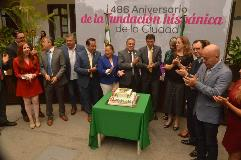 486 Aniversario
de la fundación hispánica
de la Ciudad